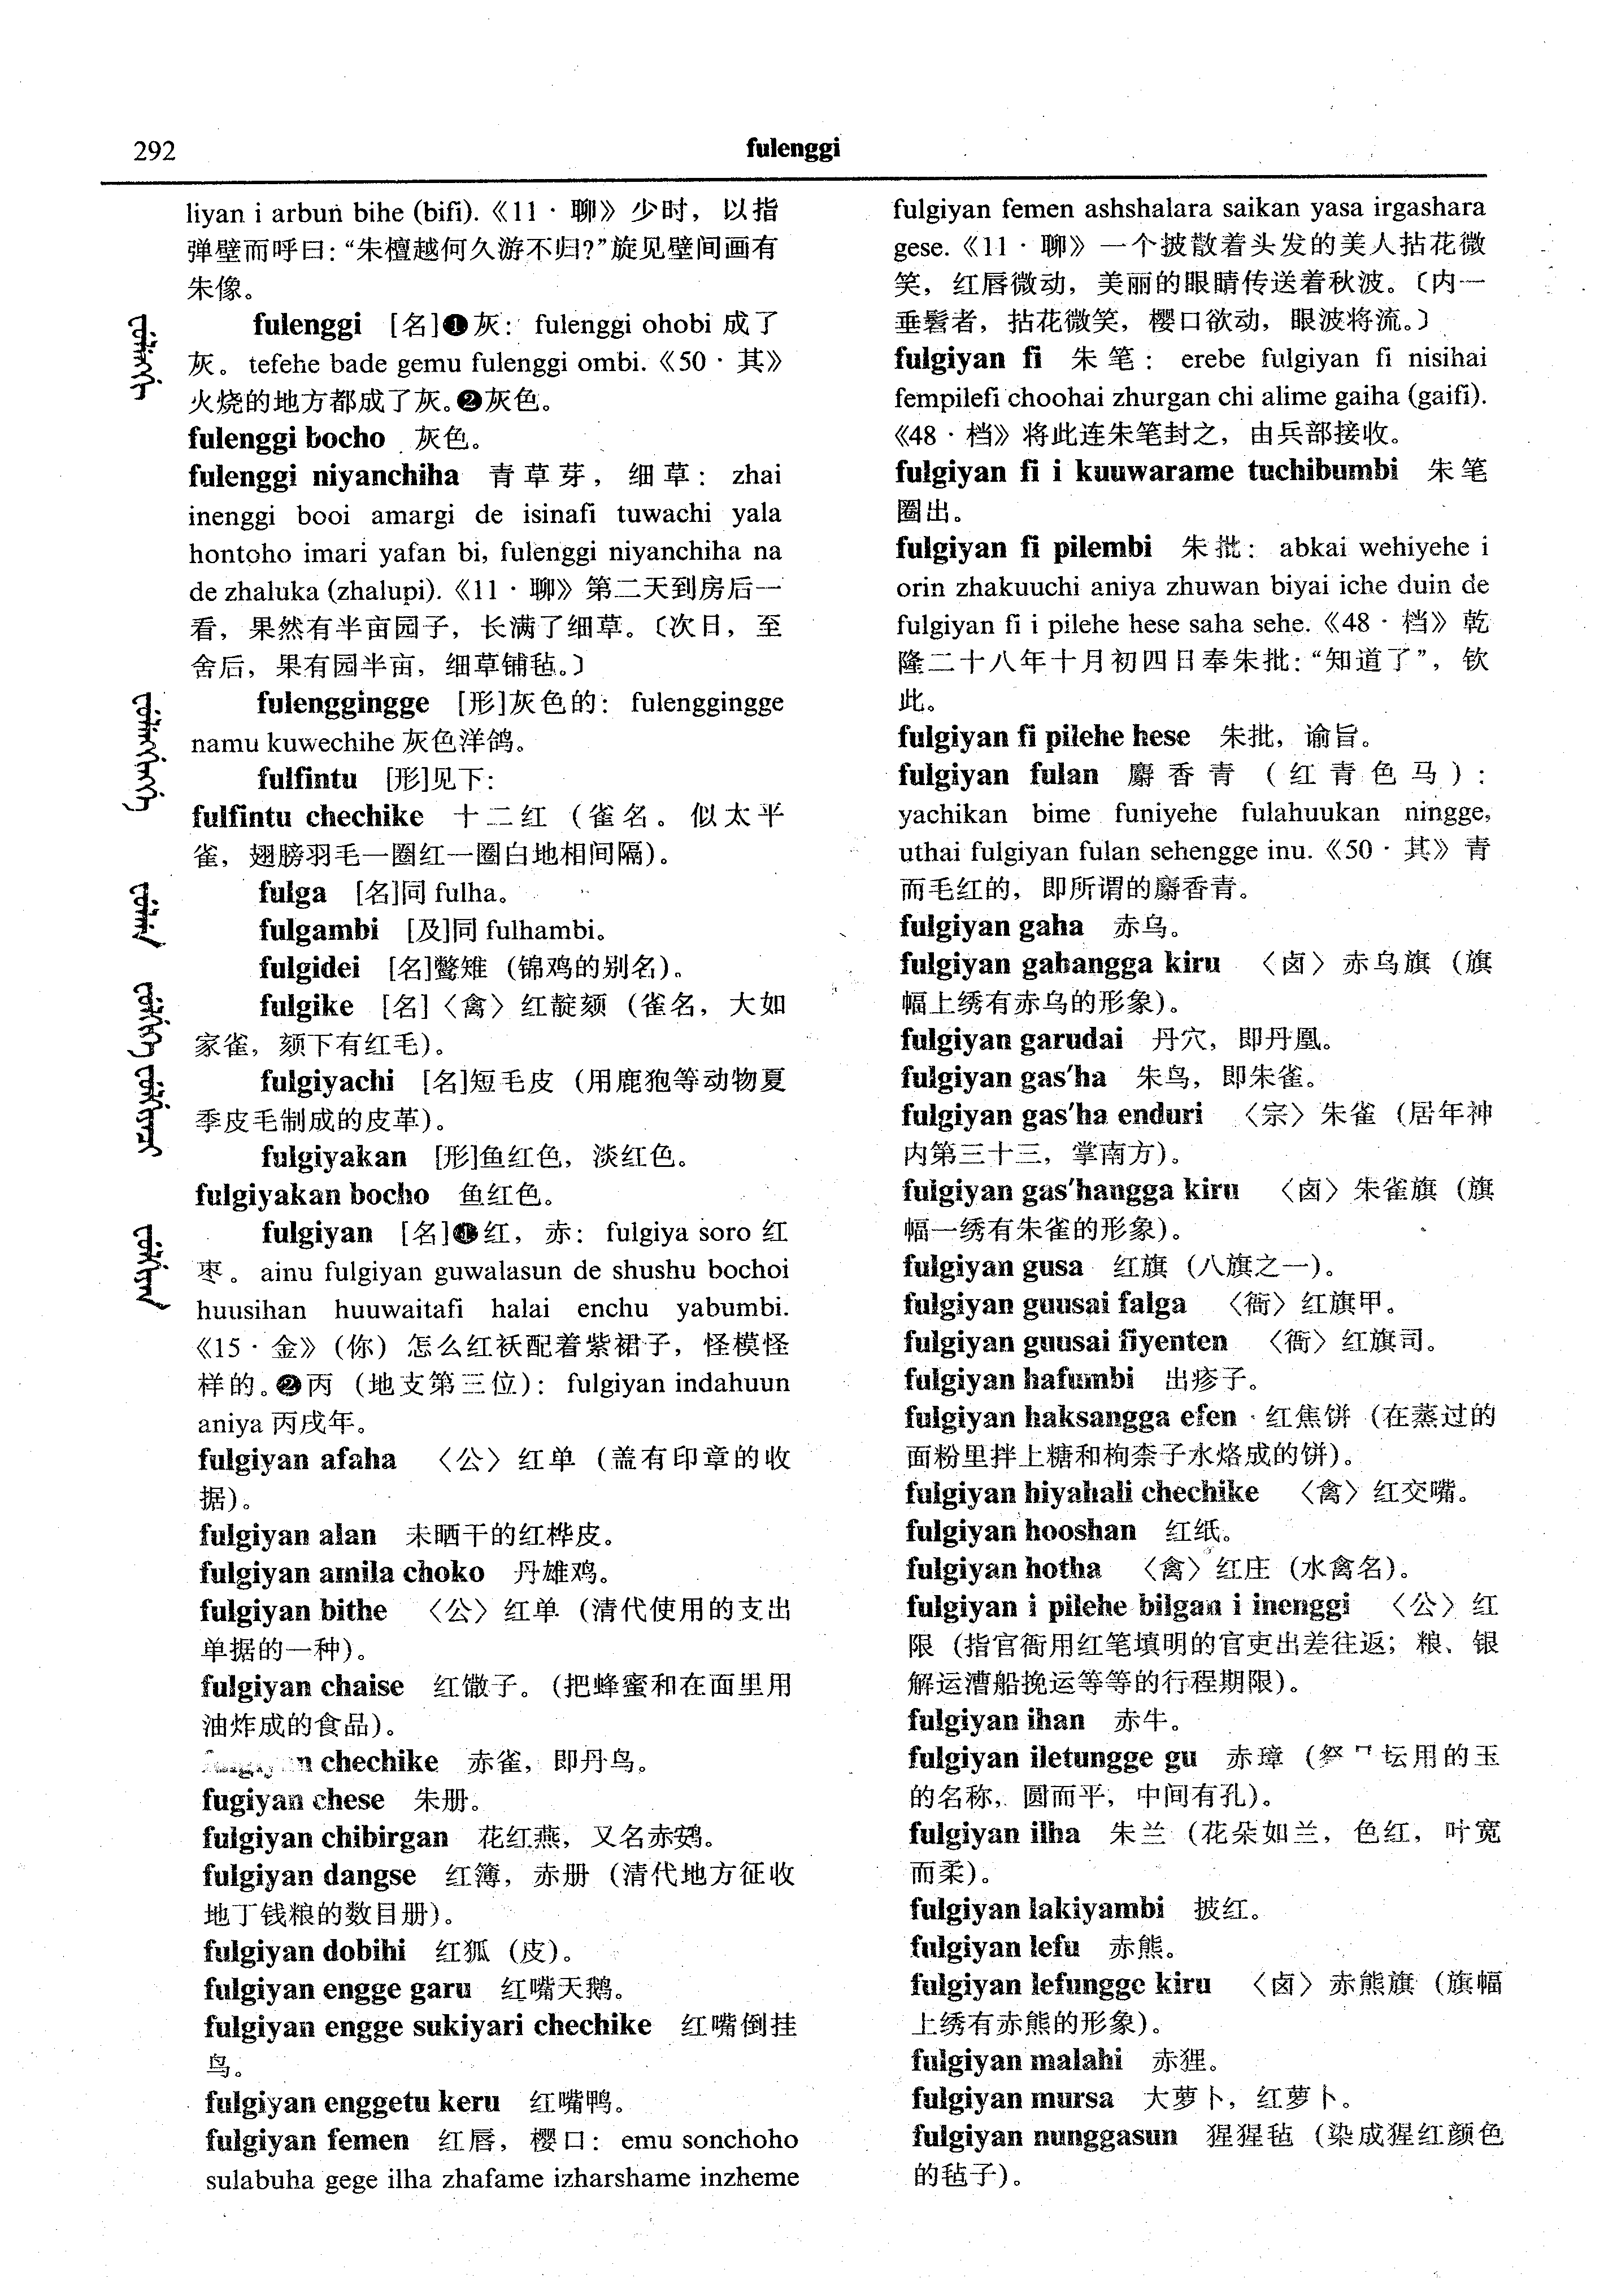 292
fulenggi
liyan i arbun bihe (bifi).《11 · 聊》少时，以指
弹壁而呼曰：“朱檀越何久游不归?”旋见壁间画有
朱像。
fulenggi [名]❶灰： fulenggi ohobi 成了
灰。 tefehe bade gemu fulenggi ombi.《50 · 其》
火烧的地方都成了灰。❷灰色。
fulenggi bocho 灰色。
fulenggi niyanchiha 青草芽，细草： zhai
inenggi booi amargi de isinafi tuwachi yala
hontoho imari yafan bi, fulenggi niyanchiha na
de zhaluka (zhalupi).《11 · 聊》第二天到房后一
看，果然有半亩园子，长满了细草。〔次日，至
舍后，果有园半亩，细草铺毡。〕
fulenggingge [形]灰色的： fulenggingge
namu kuwechihe 灰色洋鸽。
fulfintu [形]见下：
fulfintu chechike 十二红（雀名。似太平
雀，翅膀羽毛一圈红一圈白地相间隔）。
fulga [名]同 fulha。
fulgambi [及]同 fulhambi。
fulgidei [名]鷩雉（锦鸡的别名）。
fulgike [名]〈禽〉红靛颏（雀名，大如
家雀，颏下有红毛）。
fulgiyachi [名]短毛皮（用鹿狍等动物夏
季皮毛制成的皮革）。
fulgiyakan [形]鱼红色，淡红色。
fulgiyakan bocho 鱼红色。
fulgiyan [名]❶红，赤： fulgiya soro 红
枣。 ainu fulgiyan guwalasun de shushu bochoi
huusihan huuwaitafi halai enchu yabumbi.
《15 · 金》（你）怎么红袄配着紫裙子，怪模怪
样的。❷丙（地支第三位）： fulgiyan indahuun
aniya 丙戌年。
fulgiyan afaha 〈公〉红单（盖有印章的收
据）。
fulgiyan alan 未晒干的红桦皮。
fulgiyan amila choko 丹雄鸡。
fulgiyan bithe 〈公〉红单（清代使用的支出
单据的一种）。
fulgiyan chaise 红馓子。（把蜂蜜和在面里用
油炸成的食品）。
chechike 赤雀，即丹鸟。
fugiyan chese 朱册。
fulgiyan chibirgan 花红燕，又名赤鴳。
fulgiyan dangse 红簿，赤册（清代地方征收
地丁钱粮的数目册）。
fulgiyan dobihi 红狐（皮）。
fulgiyan engge garu 红嘴天鹅。
fulgiyan engge sukiyari chechike 红嘴倒挂
鸟。
fulgiyan enggetu keru 红嘴鸭。
fulgiyan femen 红唇，樱口： emu sonchoho
sulabuha gege ilha zhafame izharshame inzheme
fulgiyan femen ashshalara saikan yasa irgashara
gese.《11 · 聊》一个披散着头发的美人拈花微
笑，红唇微动，美丽的眼睛传送着秋波。〔内一
垂髫者，拈花微笑，樱口欲动，眼波将流。〕
fulgiyan fi 朱笔： erebe fulgiyan fi nisihai
fempilefi choohai zhurgan chi alime gaiha (gaifi).
《48 · 档》将此连朱笔封之，由兵部接收。
fulgiyan fi i kuuwarame tuchibumbi 朱笔
圈出。
fulgiyan fi pilembi 朱批： abkai wehiyehe i
orin zhakuuchi aniya zhuwan biyai iche duin de
fulgiyan fi i pilehe hese saha sehe.《48 · 档》乾
隆二十八年十月初四日奉朱批：“知道了”，钦
此。
fulgiyan fi pilehe hese 朱批，谕旨。
fulgiyan fulan 麝香青（红青色马）：
yachikan bime funiyehe fulahuukan ningge,
uthai fulgiyan fulan sehengge inu.《50 · 其》青
而毛红的，即所谓的麝香青。
fulgiyan gaha 赤乌。
fulgiyan gahangga kiru 〈卤〉赤乌旗（旗
幅上绣有赤乌的形象）。
fulgiyan garudai 丹穴，即丹凰。
fulgiyan gas'ha 朱鸟，即朱雀。
fulgiyan gas'ha enduri 〈宗〉朱雀（居年神
内第三十三，掌南方）。
fulgiyan gas'hangga kiru 〈卤〉朱雀旗（旗
幅一绣有朱雀的形象）。
fulgiyan gusa 红旗（八旗之一）。
fulgiyan guusai falga 〈衙〉红旗甲。
fulgiyan guusai fiyenten 〈衙〉红旗司。
fulgiyan hafumbi 出疹子。
fulgiyan haksangga efen 红焦饼（在蒸过的
面粉里拌上糖和枸柰子水烙成的饼）。
fulgiyan hiyahali chechike 〈禽〉红交嘴。
fulgiyan hooshan 红纸。
fulgiyan hotha 〈禽〉红庄（水禽名）。
fulgiyan i pilehe bilgan i inenggi 〈公〉红
限（指官衙用红笔填明的官吏出差往返；粮、银
解运漕船挽运等等的行程期限）。
fulgiyan ihan 赤牛。
fulgiyan iletungge gu 赤璋（祭 坛用的玉
的名称，圆而平，中间有孔）。
fulgiyan ilha 朱兰（花朵如兰，色红，叶宽
而柔）。
fulgiyan lakiyambi 披红。
fulgiyan lefu 赤熊。
fulgiyan lefungge kiru 〈卤〉赤熊旗（旗幅
上绣有赤熊的形象）。
fulgiyan malahi 赤狸。
fulgiyan mursa 大萝卜，红萝卜。
fulgiyan nunggasun 猩猩毡（染成猩红颜色
的毡子）。